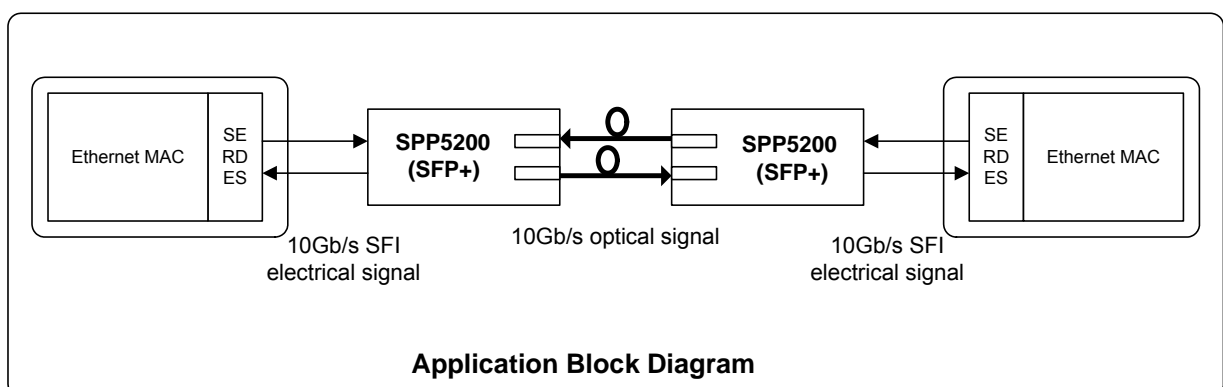 Ethernet MAC
SE
RD
ES
SPP5200
(SFP+)
SPP5200
(SFP+)
SE
RD
ES
Ethernet MAC
10Gb/s SFI
electrical signal
10Gb/s optical signal
10Gb/s SFI
electrical signal
Application Block Diagram